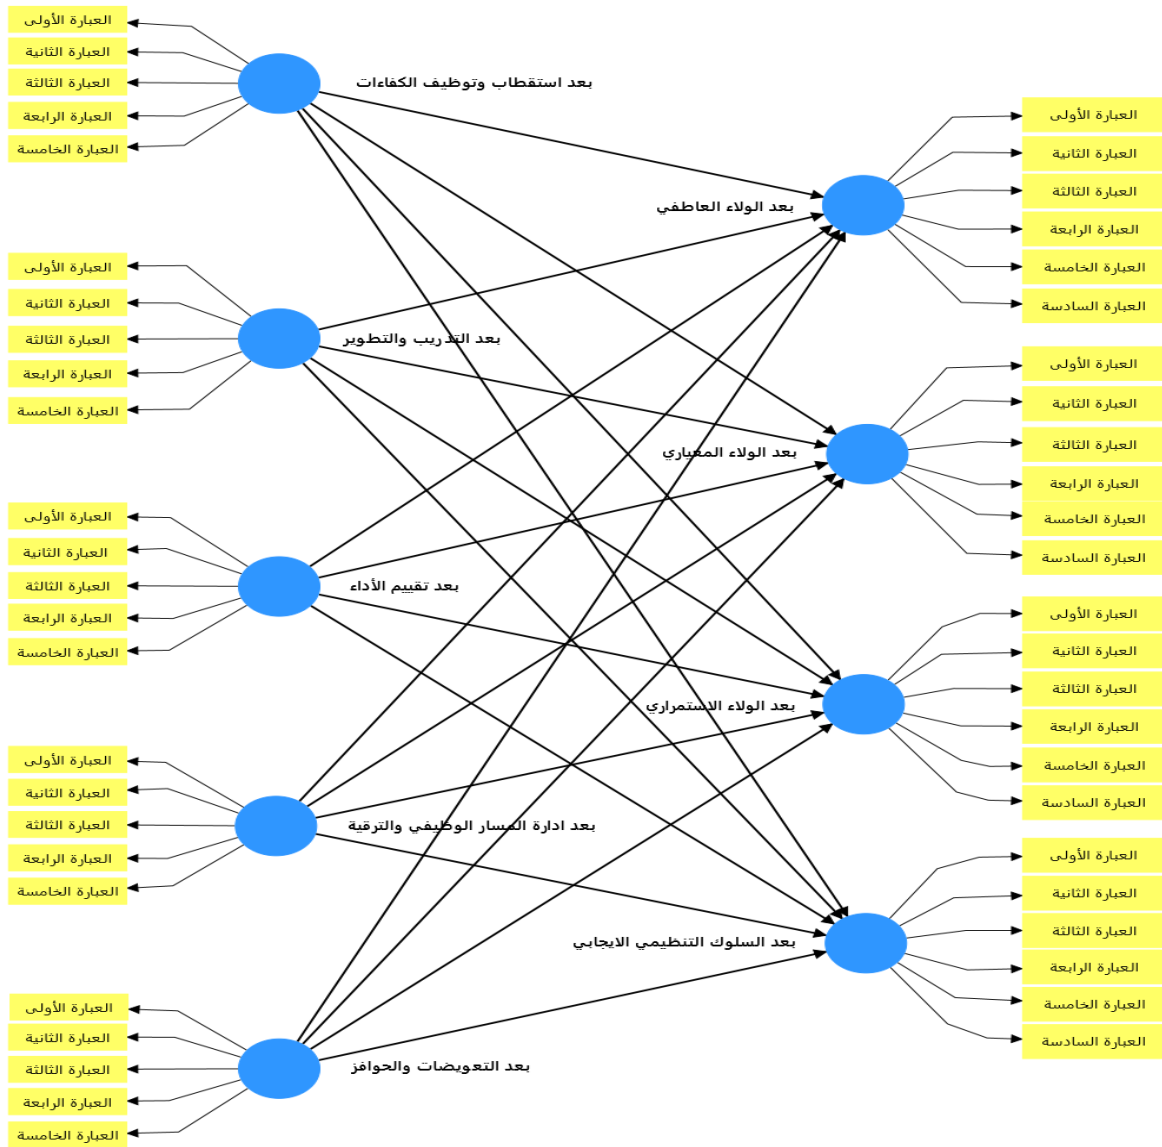 العبارة الأولى
العبارة الثانية
العبارة الثالثة
العبارة الرابعة
العبارة الخامسة
بعد استقطاب وتوظيف الكفاءات
العبارة الأولى
العبارة الثانية
العبارة الثالثة
العبارة الرابعة
العبارة الخامسة
العبارة السادسة
بعد الولاء العاطفي
العبارة الأولى
العبارة الثانية
العبارة الثالثة
العبارة الرابعة
العبارة الخامسة
بعد التدريب والتطوير
العبارة الأولى
العبارة الثانية
العبارة الثالثة
العبارة الرابعة
العبارة الخامسة
العبارة السادسة
بعد الولاء المعياري
العبارة الأولى
العبارة الثانية
العبارة الثالثة
العبارة الرابعة
العبارة الخامسة
بعد تقييم الأداء
العبارة الأولى
العبارة الثانية
العبارة الثالثة
العبارة الرابعة
العبارة الخامسة
العبارة السادسة
بعد الولاء الاستمراري
العبارة الأولى
العبارة الثانية
العبارة الثالثة
العبارة الرابعة
العبارة الخامسة
بعد ادارة المسار الوظيفي والترقية
العبارة الأولى
العبارة الثانية
العبارة الثالثة
العبارة الرابعة
العبارة الخامسة
العبارة السادسة
بعد السلوك التنظيمي الايجابي
العبارة الأولى
العبارة الثانية
العبارة الثالثة
العبارة الرابعة
العبارة الخامسة
بعد التعويضات والحوافز